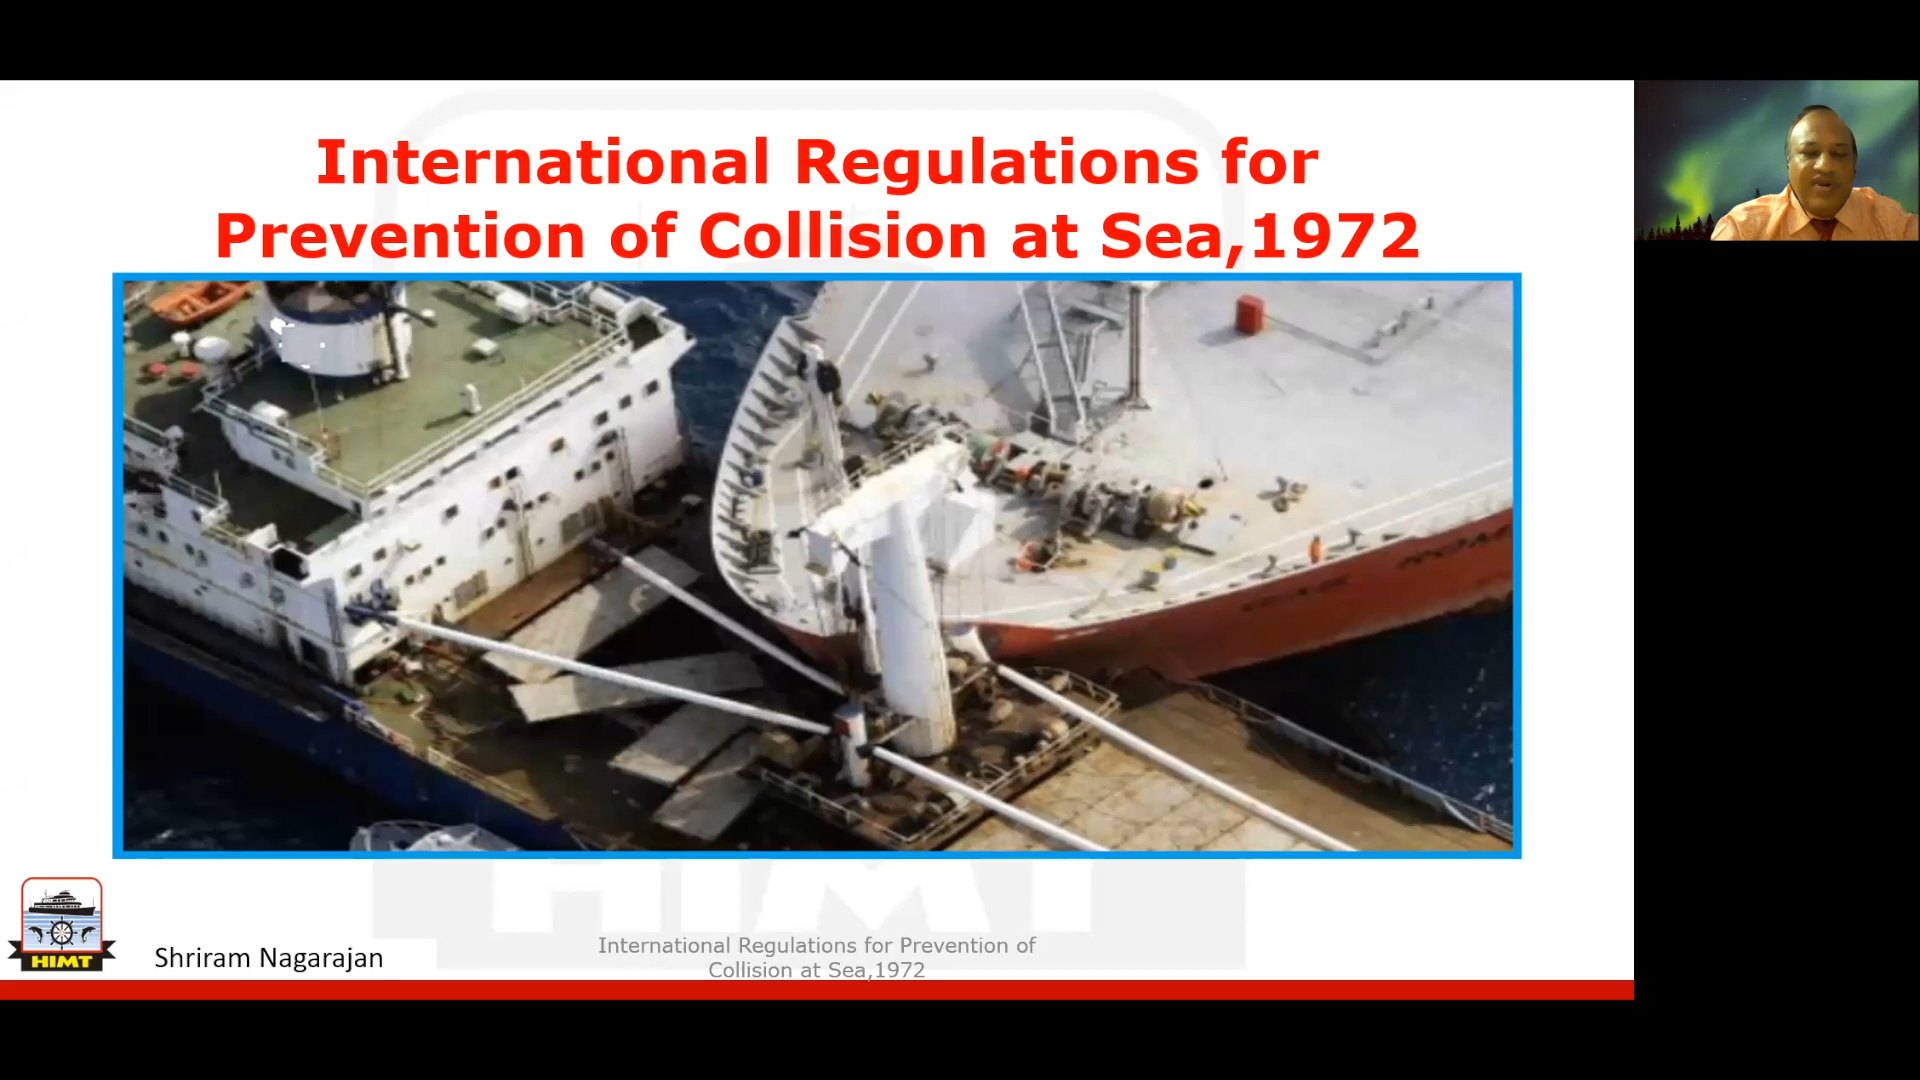 International Regulations for
Prevention of Collision at Sea,1972
HIMT
HIMT
Shriram Nagarajan
International Regulations for Prevention of
Collision at Sea,1972